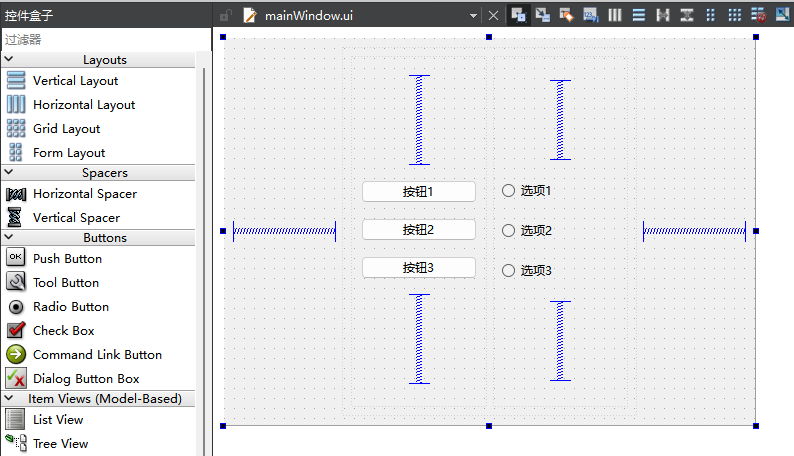 控件盒子
mainWindow.ui
过滤器
Layouts
Vertical Layout
Horizontal Layout
Grid Layout
Form Layout
Spacers
Horizontal Spacer
Vertical Spacer
Buttons
OK
Push Button
Tool Button
Radio Button
Check Box
Command Link Button
Dialog Button Box
Item Views (Model-Based)
List View
Tree View
按钮1
选项1
按钮2
选项2
按钮3
选项3